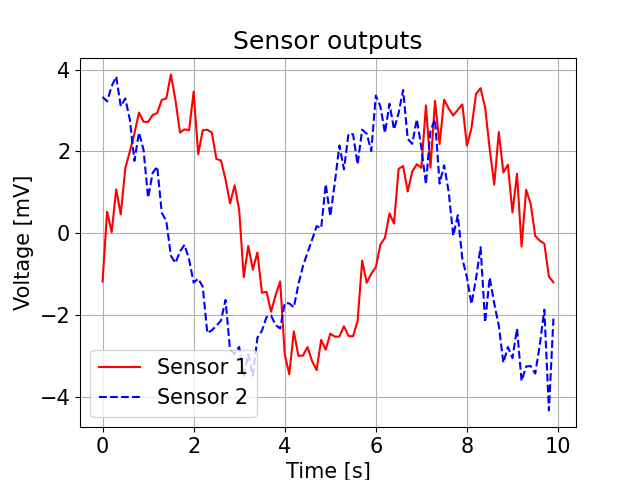 Sensor outputs
Voltage [mV]
4
2
0
−2
−4
Sensor 1
Sensor 2
0 2 4 6 8 10
Time [s]